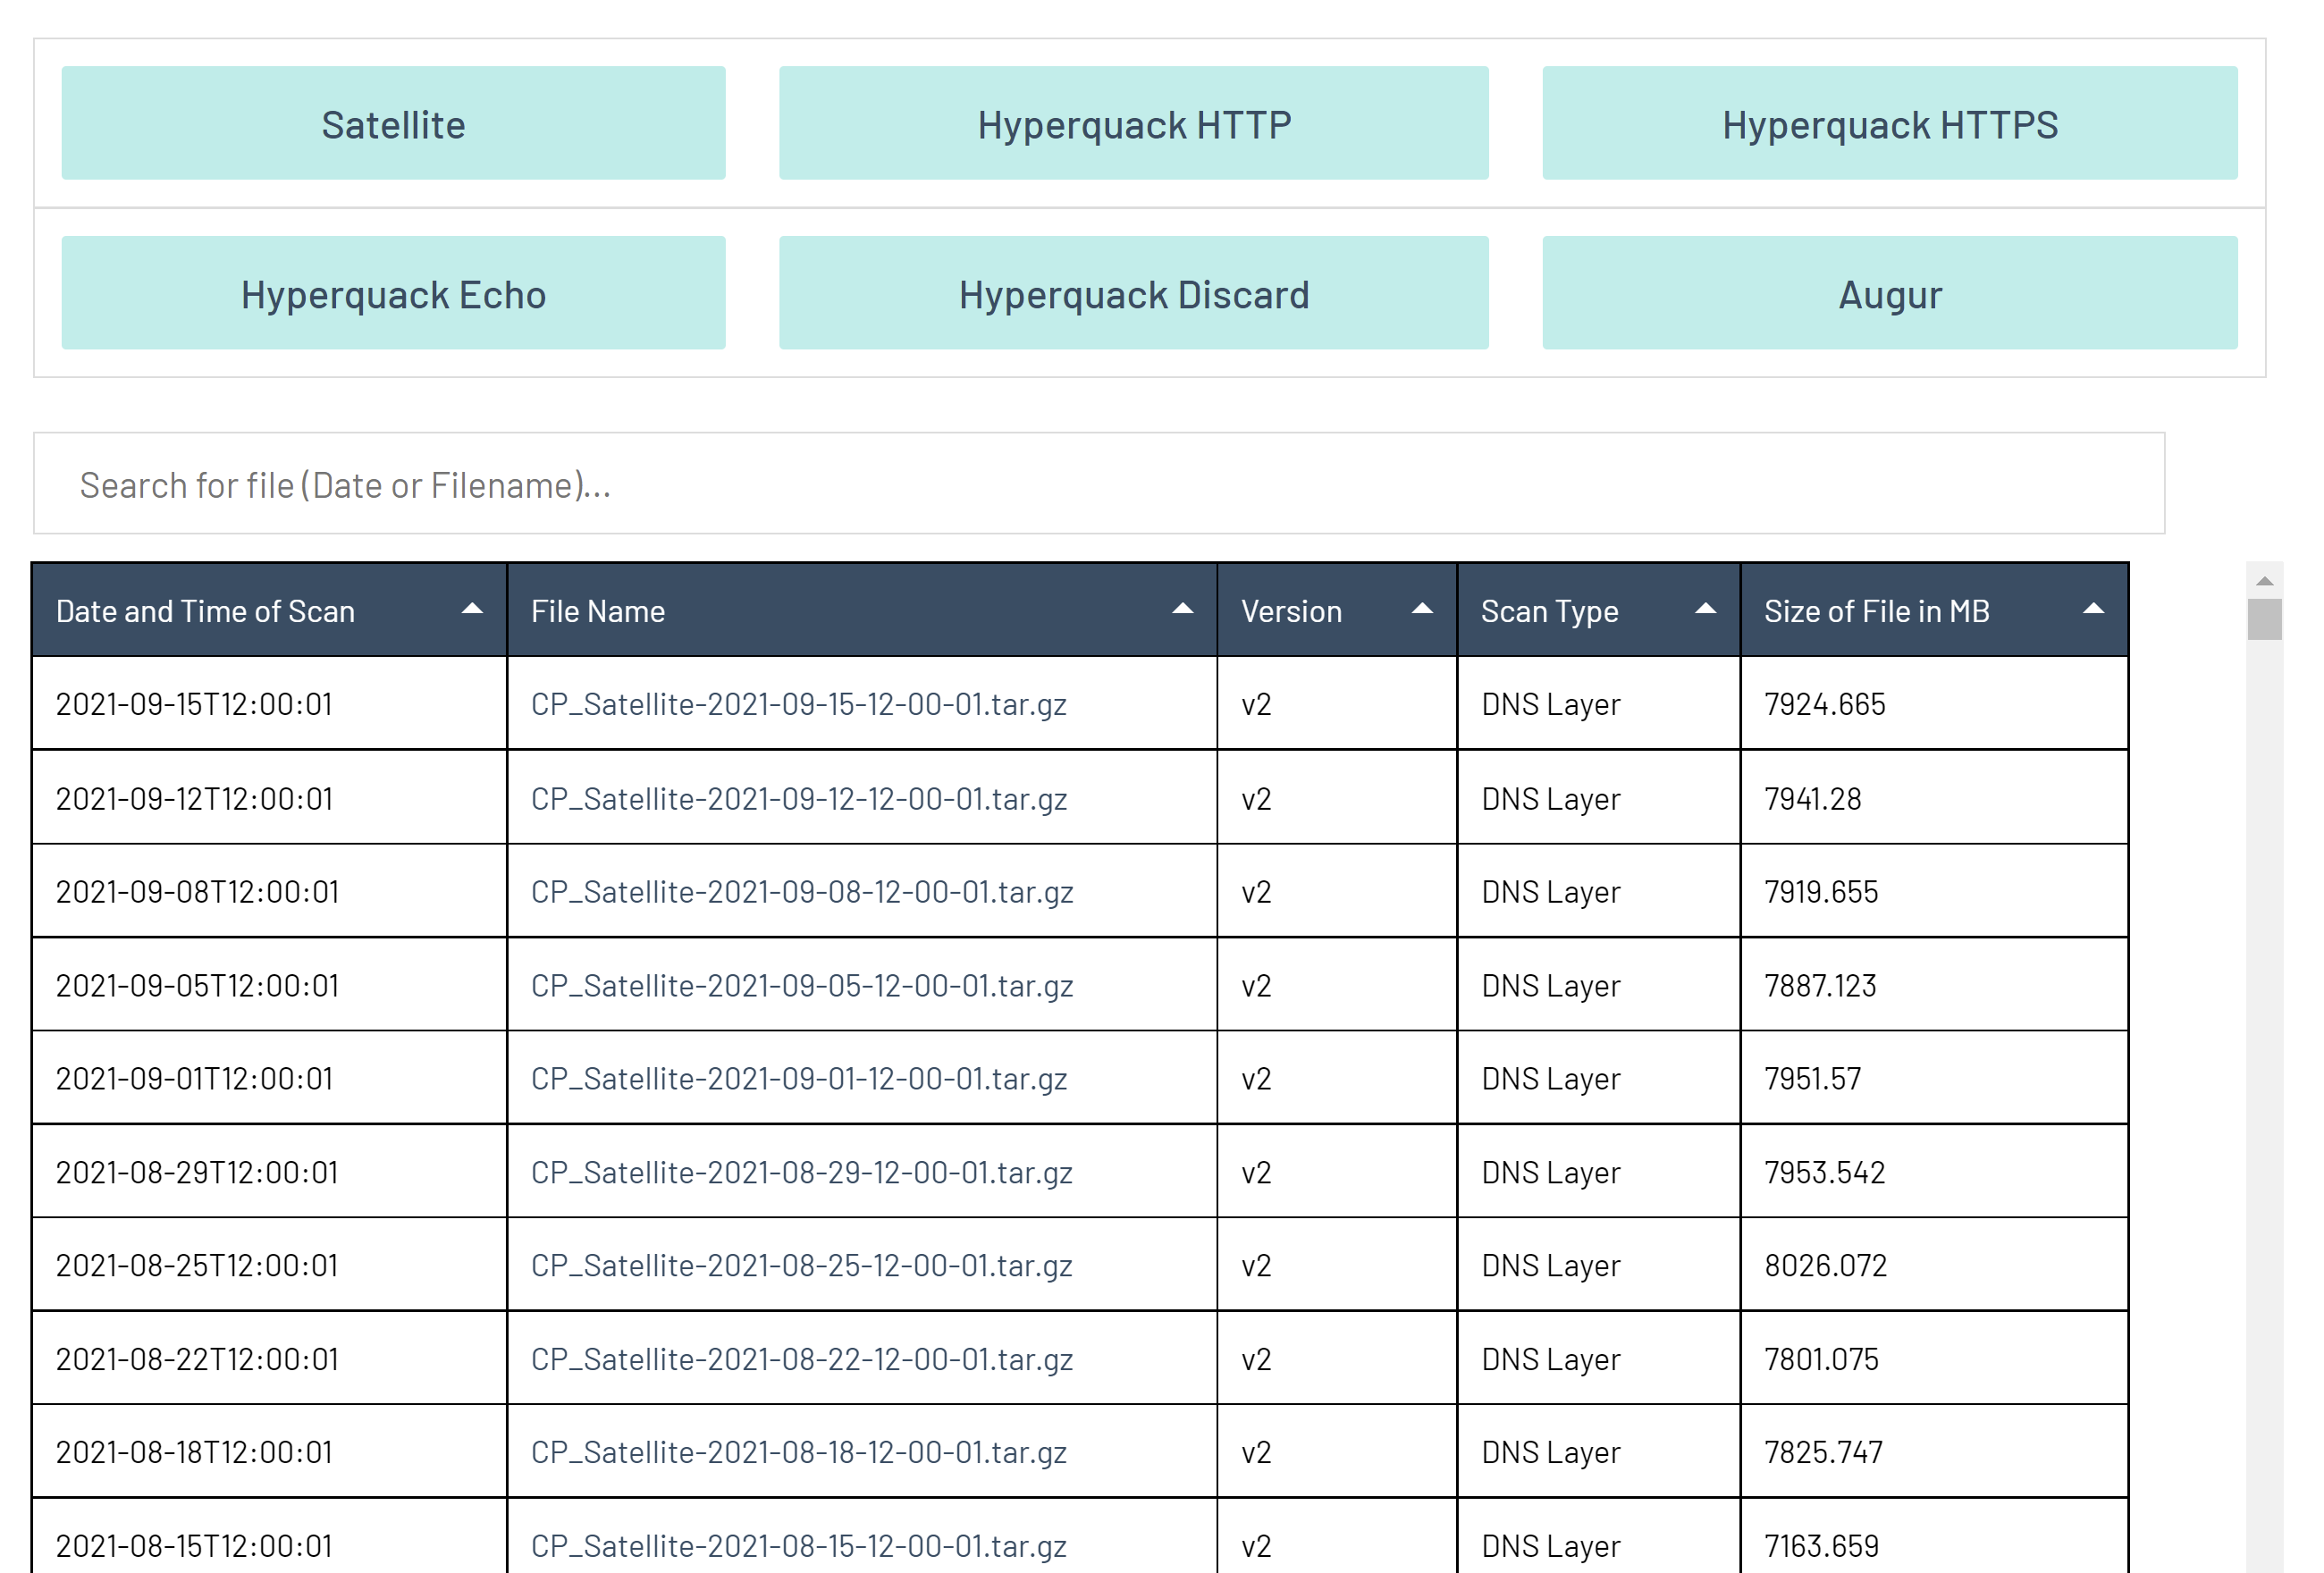 Satellite Hyperquack HTTP Hyperquack HTTPS
Hyperquack Echo Hyperquack Discard Augur
Search for file (Date or Filename)...
Date and Time of Scan File Name Version Scan Type Size of File in MB
2021-09-15T12:00:01 CP_Satellite-2021-09-15-12-00-01.tar.gz v2 DNS Layer 7924.665
2021-09-12T12:00:01 CP_Satellite-2021-09-12-12-00-01.tar.gz v2 DNS Layer 7941.28
2021-09-08T12:00:01 CP_Satellite-2021-09-08-12-00-01.tar.gz v2 DNS Layer 7919.655
2021-09-05T12:00:01 CP_Satellite-2021-09-05-12-00-01.tar.gz v2 DNS Layer 7887.123
2021-09-01T12:00:01 CP_Satellite-2021-09-01-12-00-01.tar.gz v2 DNS Layer 7951.57
2021-08-29T12:00:01 CP_Satellite-2021-08-29-12-00-01.tar.gz v2 DNS Layer 7953.542
2021-08-25T12:00:01 CP_Satellite-2021-08-25-12-00-01.tar.gz v2 DNS Layer 8026.072
2021-08-22T12:00:01 CP_Satellite-2021-08-22-12-00-01.tar.gz v2 DNS Layer 7801.075
2021-08-18T12:00:01 CP_Satellite-2021-08-18-12-00-01.tar.gz v2 DNS Layer 7825.747
2021-08-15T12:00:01 CP_Satellite-2021-08-15-12-00-01.tar.gz v2 DNS Layer 7163.659